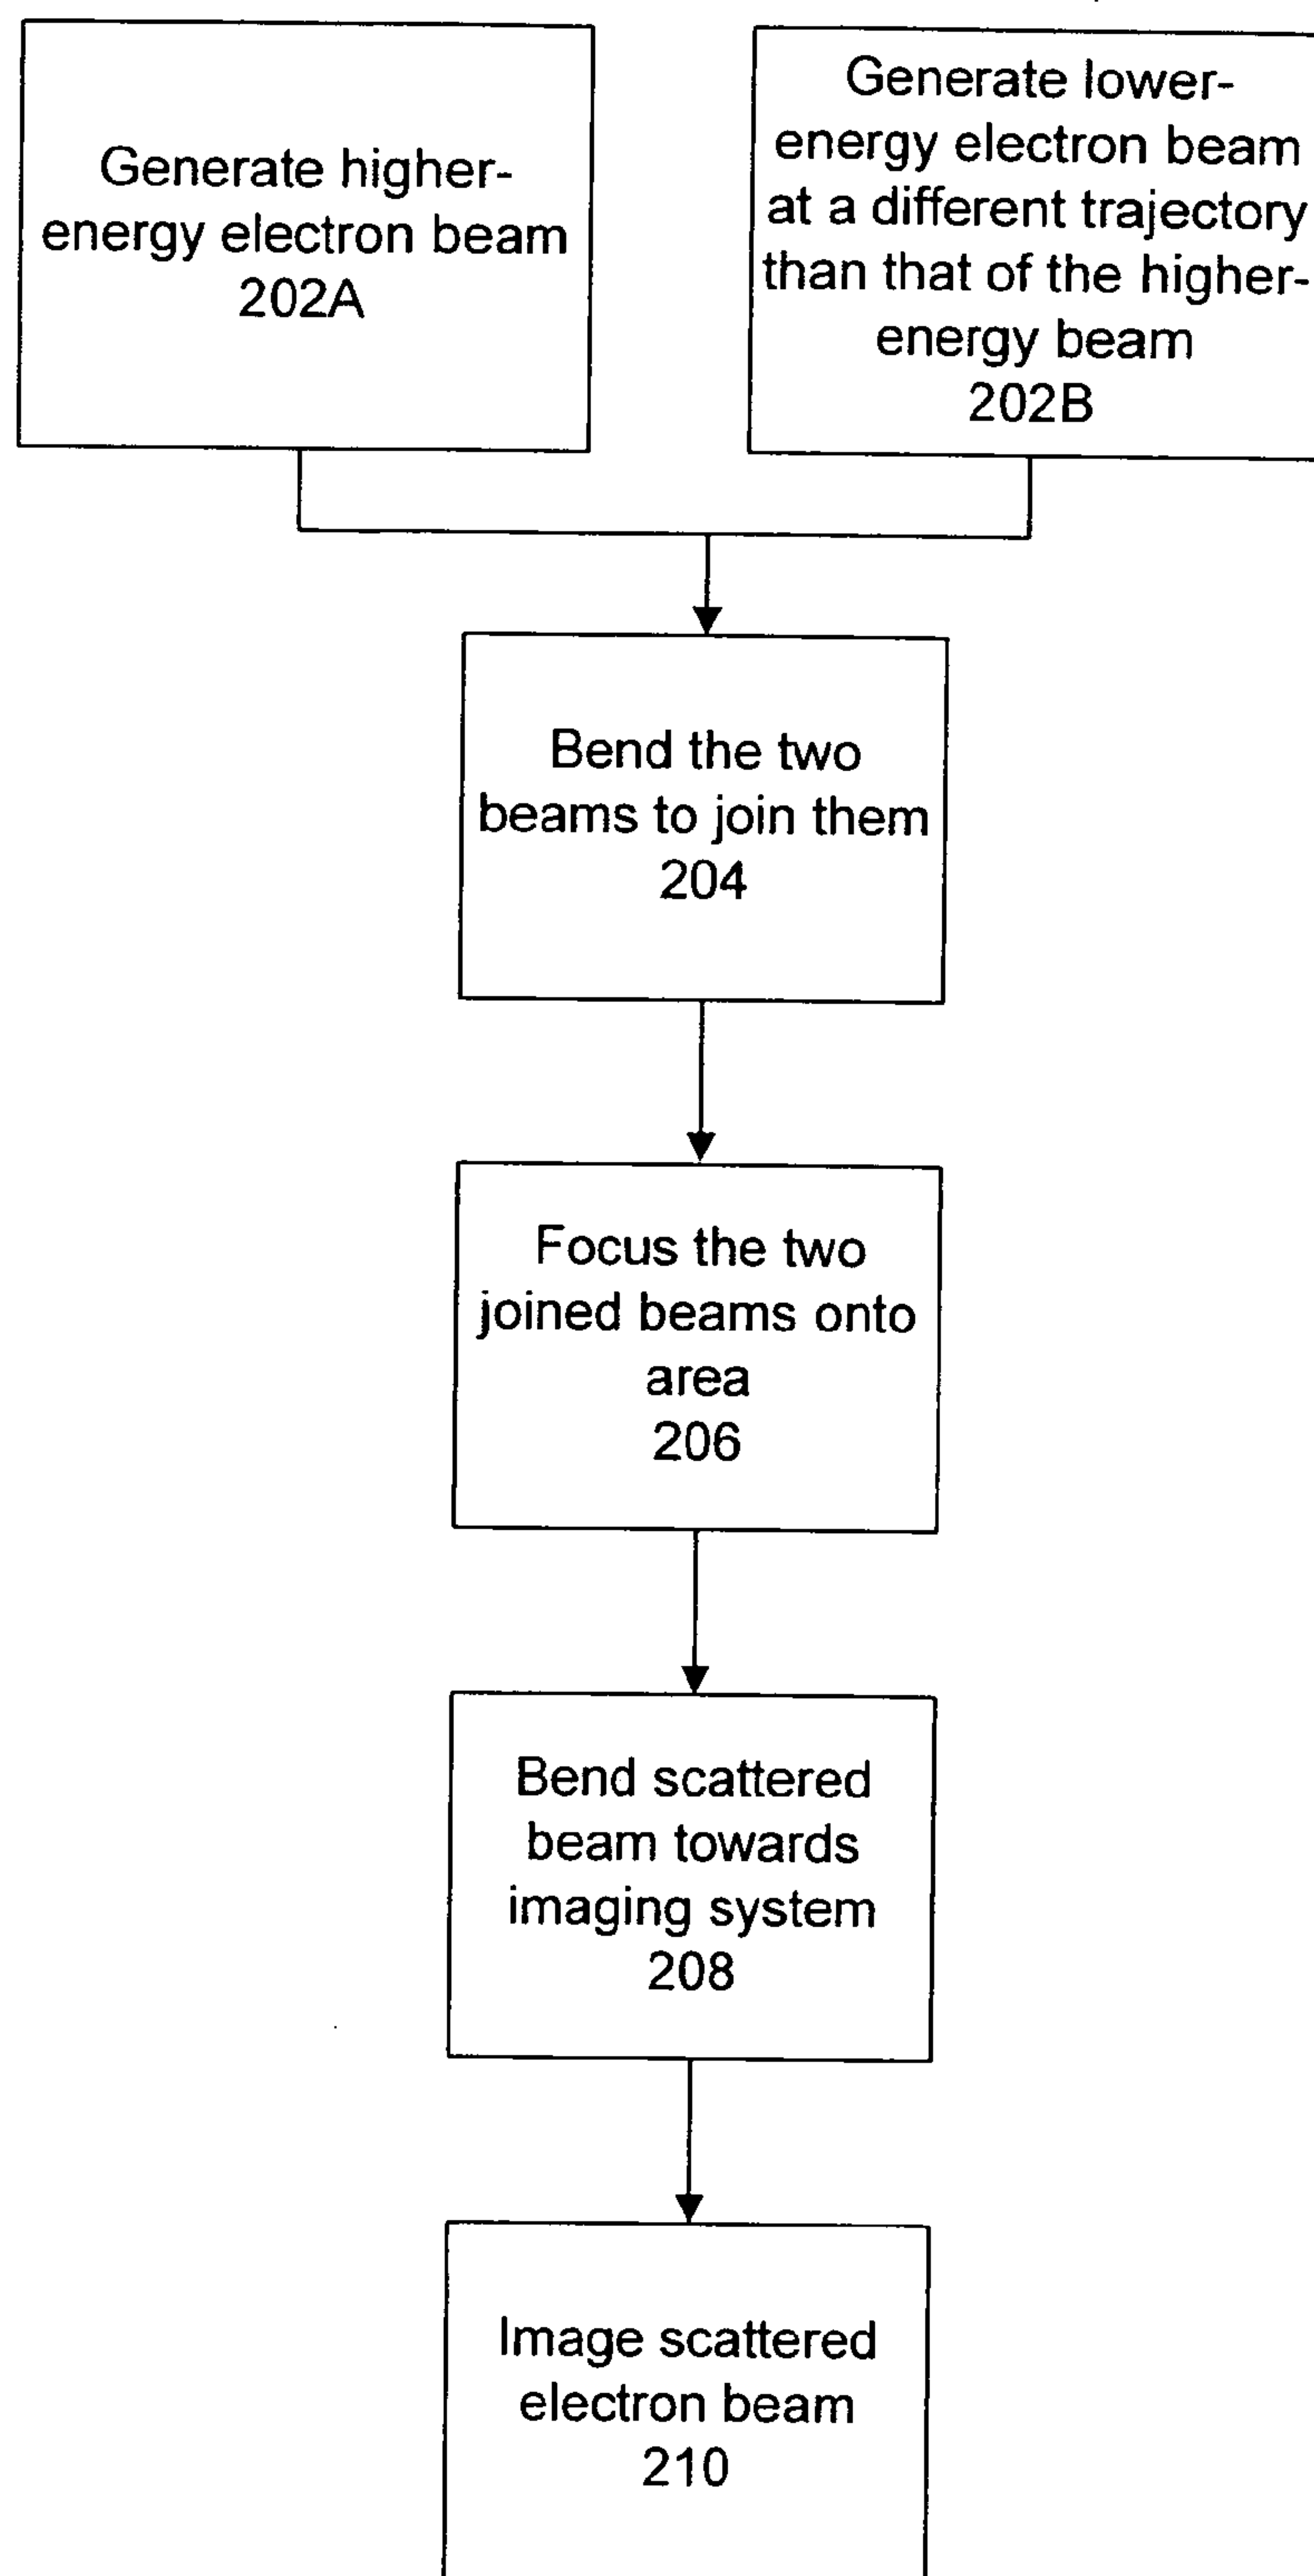 Generate higher-
energy electron beam
202A
Generate lower-
energy electron beam
at a different trajectory
than that of the higher-
energy beam
202B
Bend the two
beams to join them
204
Focus the two
joined beams onto
area
206
Bend scattered
beam towards
imaging system
208
Image scattered
electron beam
210